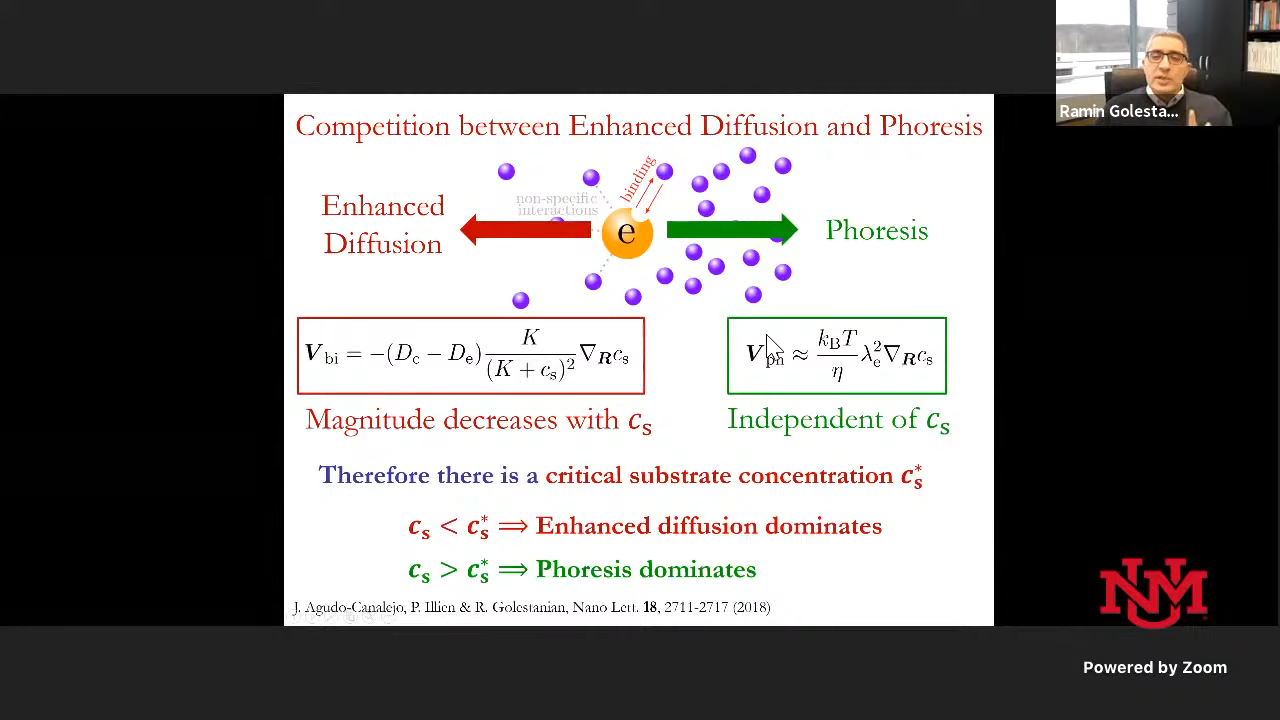 Ramin Golesta...
Competition between Enhanced Diffusion and Phoresis
binding
non-specific
interactions
Enhanced
Diffusion
e
Phoresis
V_bi = −(D_c − D_e) K/(K + c_s)² ∇_R c_s
V_ph ≈ k_B T/η λ_e² ∇_R c_s
Magnitude decreases with c_s
Independent of c_s
Therefore there is a critical substrate concentration c_s*
c_s < c_s* ⟹ Enhanced diffusion dominates
c_s > c_s* ⟹ Phoresis dominates
J. Agudo-Canalejo, P. Illien & R. Golestanian, Nano Lett. 18, 2711-2717 (2018)
UNM
Powered by Zoom